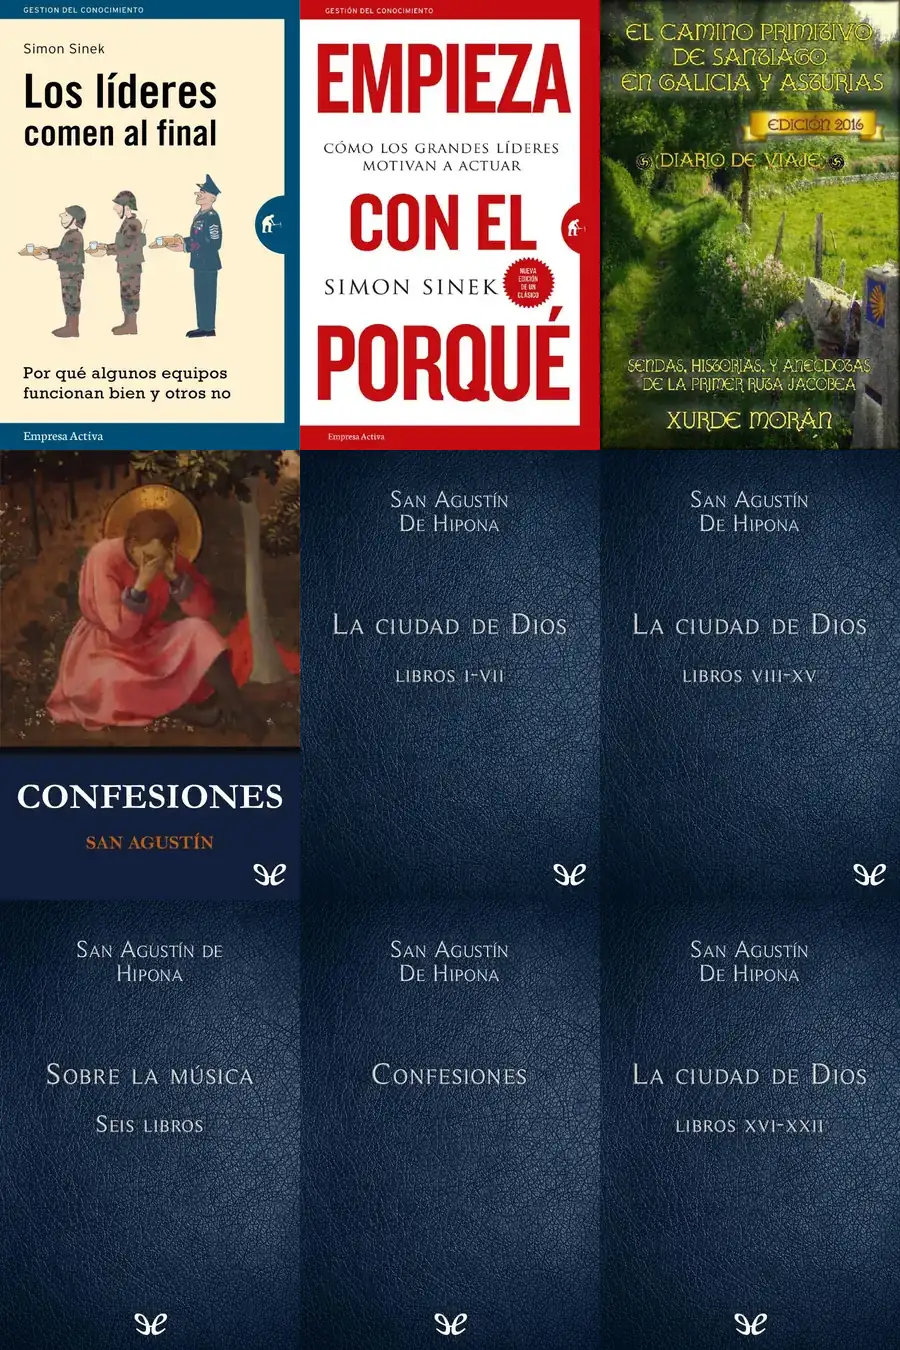 GESTION DEL CONOCIMIENTO
Simon Sinek
Los líderes
comen al final
Por qué algunos equipos
funcionan bien y otros no
Empresa Activa
GESTIÓN DEL CONOCIMIENTO
EMPIEZA
CÓMO LOS GRANDES LÍDERES
MOTIVAN A ACTUAR
CON EL
SIMON SINEK
NUEVA
EDICIÓN
DE UN
CLÁSICO
PORQUÉ
Empresa Activa
EL CAMINO PRIMITIVO
DE SANTIAGO
EN GALICIA Y ASTURIAS
EDICIÓN 2016
DIARIO DE VIAJE
SENDAS, HISTORIAS, Y ANECDOTAS
DE LA PRIMER RUTA JACOBEA
XURDE MORÁN
CONFESIONES
SAN AGUSTÍN
SAN AGUSTÍN
DE HIPONA
LA CIUDAD DE DIOS
LIBROS I-VII
SAN AGUSTÍN
DE HIPONA
LA CIUDAD DE DIOS
LIBROS VIII-XV
SAN AGUSTÍN DE
HIPONA
SOBRE LA MÚSICA
SEIS LIBROS
SAN AGUSTÍN
DE HIPONA
CONFESIONES
SAN AGUSTÍN
DE HIPONA
LA CIUDAD DE DIOS
LIBROS XVI-XXII